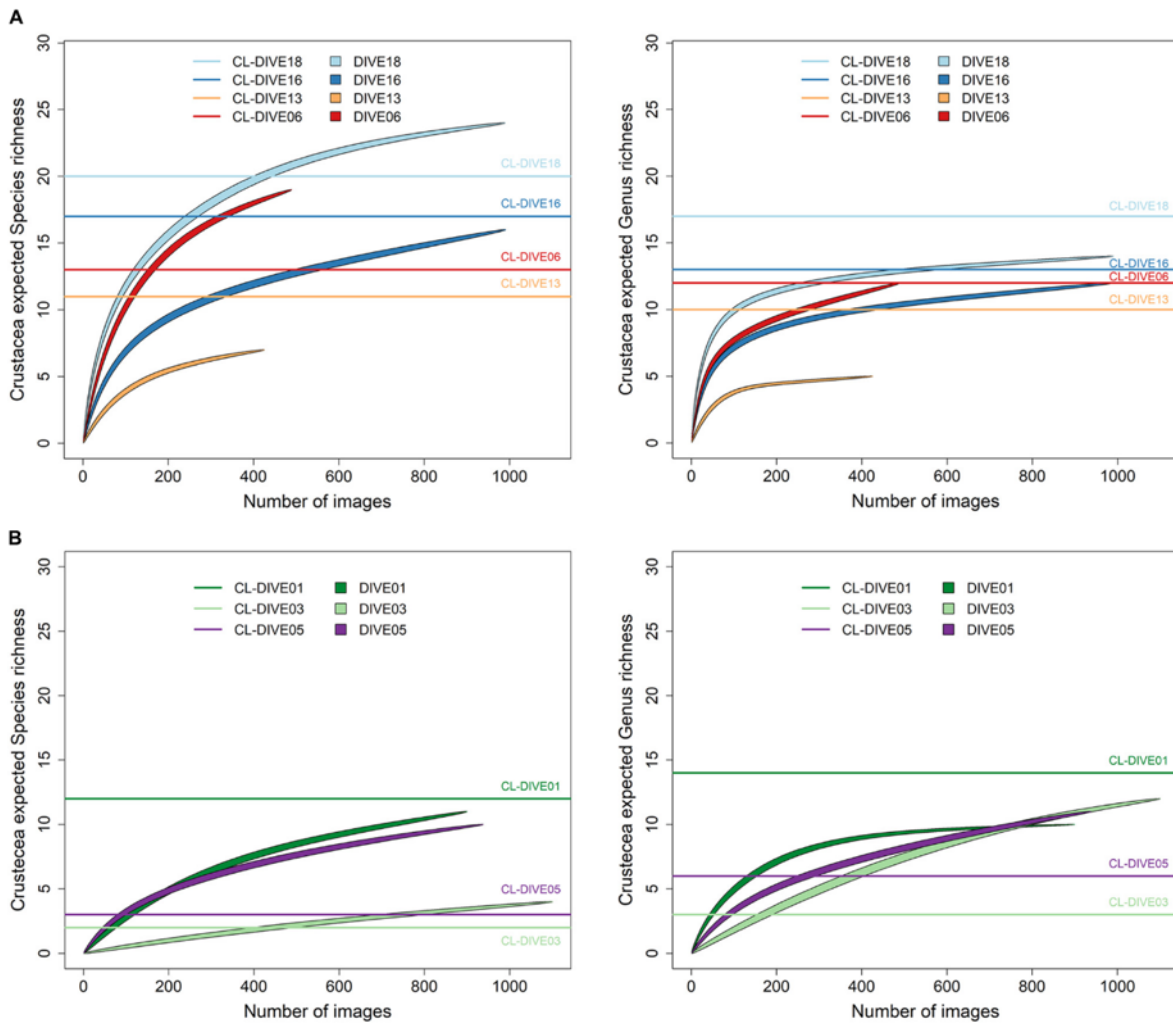 A
Crustacea expected Species richness
30
25
20
15
10
5
0
CL-DIVE18 DIVE18
CL-DIVE16 DIVE16
CL-DIVE13 DIVE13
CL-DIVE06 DIVE06
CL-DIVE18
CL-DIVE16
CL-DIVE06
CL-DIVE13
0 200 400 600 800 1000
Number of images
Crustacea expected Genus richness
30
25
20
15
10
5
0
CL-DIVE18 DIVE18
CL-DIVE16 DIVE16
CL-DIVE13 DIVE13
CL-DIVE06 DIVE06
CL-DIVE18
CL-DIVE16
CL-DIVE06
CL-DIVE13
0 200 400 600 800 1000
Number of images
B
Crustecea expected Species richness
30
25
20
15
10
5
0
CL-DIVE01 DIVE01
CL-DIVE03 DIVE03
CL-DIVE05 DIVE05
CL-DIVE01
CL-DIVE05
CL-DIVE03
0 200 400 600 800 1000
Number of images
Crustecea expected Genus richness
30
25
20
15
10
5
0
CL-DIVE01 DIVE01
CL-DIVE03 DIVE03
CL-DIVE05 DIVE05
CL-DIVE01
CL-DIVE05
CL-DIVE03
0 200 400 600 800 1000
Number of images